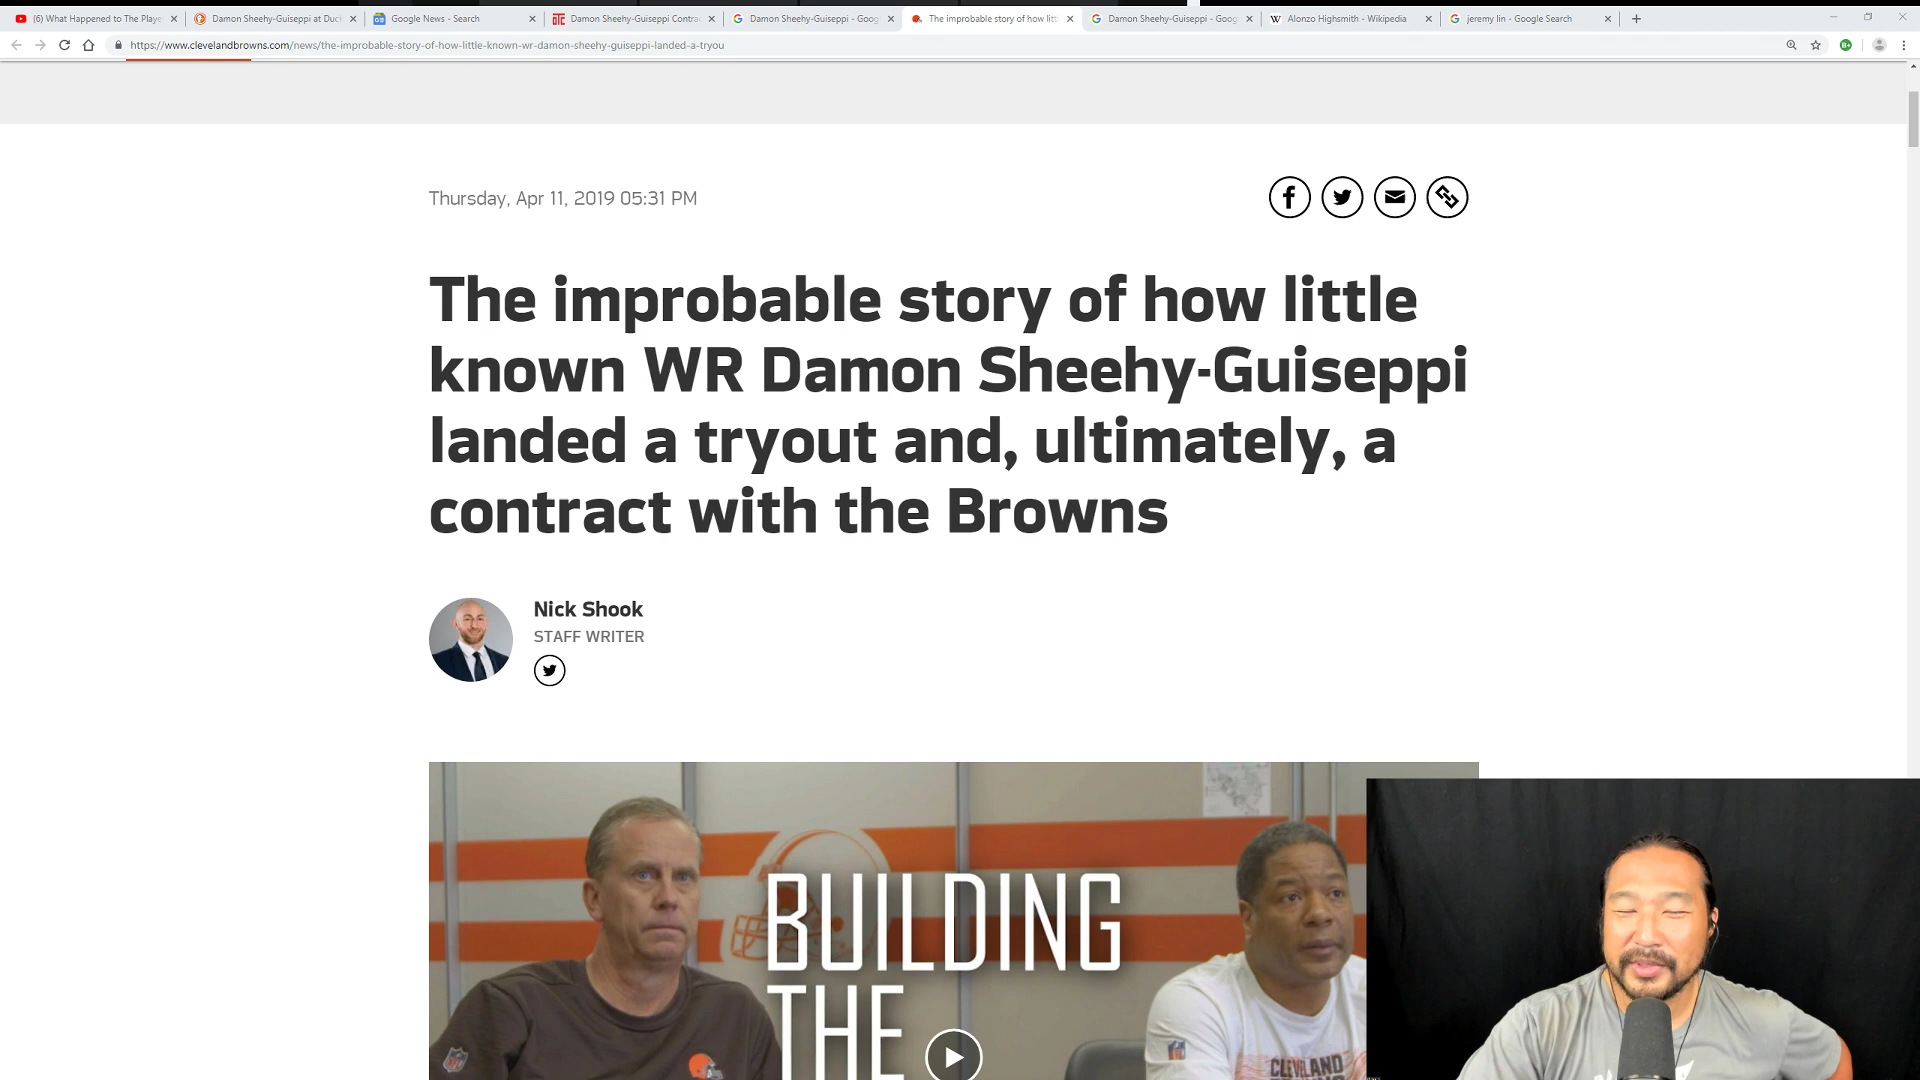 (6) What Happened to The Playe
Damon Sheehy-Guiseppi at Duck
Google News - Search
Damon Sheehy-Guiseppi Contra
Damon Sheehy-Guiseppi - Goog
The improbable story of how litt
Damon Sheehy-Guiseppi - Goog
Alonzo Highsmith - Wikipedia
jeremy lin - Google Search
https://www.clevelandbrowns.com/news/the-improbable-story-of-how-little-known-wr-damon-sheehy-guiseppi-landed-a-tryou
Thursday, Apr 11, 2019 05:31 PM
The improbable story of how little
known WR Damon Sheehy-Guiseppi
landed a tryout and, ultimately, a
contract with the Browns
Nick Shook
STAFF WRITER
BUILDING
THE
CLEVELAND